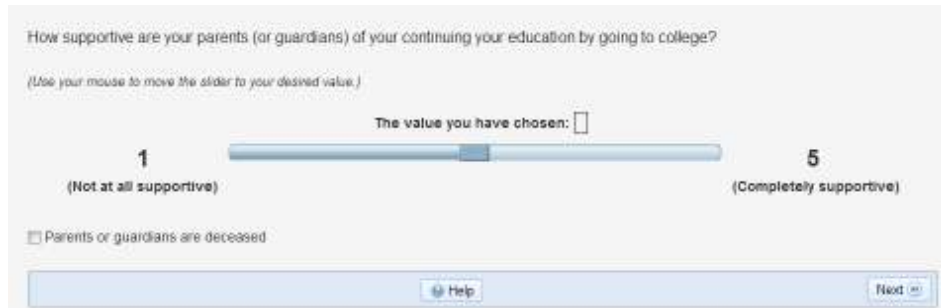 How supportive are your parents (or guardians) of your continuing your education by going to college?
(Use your mouse to move the slider to your desired value.)
The value you have chosen:
1
(Not at all supportive)
5
(Completely supportive)
Parents or guardians are deceased
Help
Next